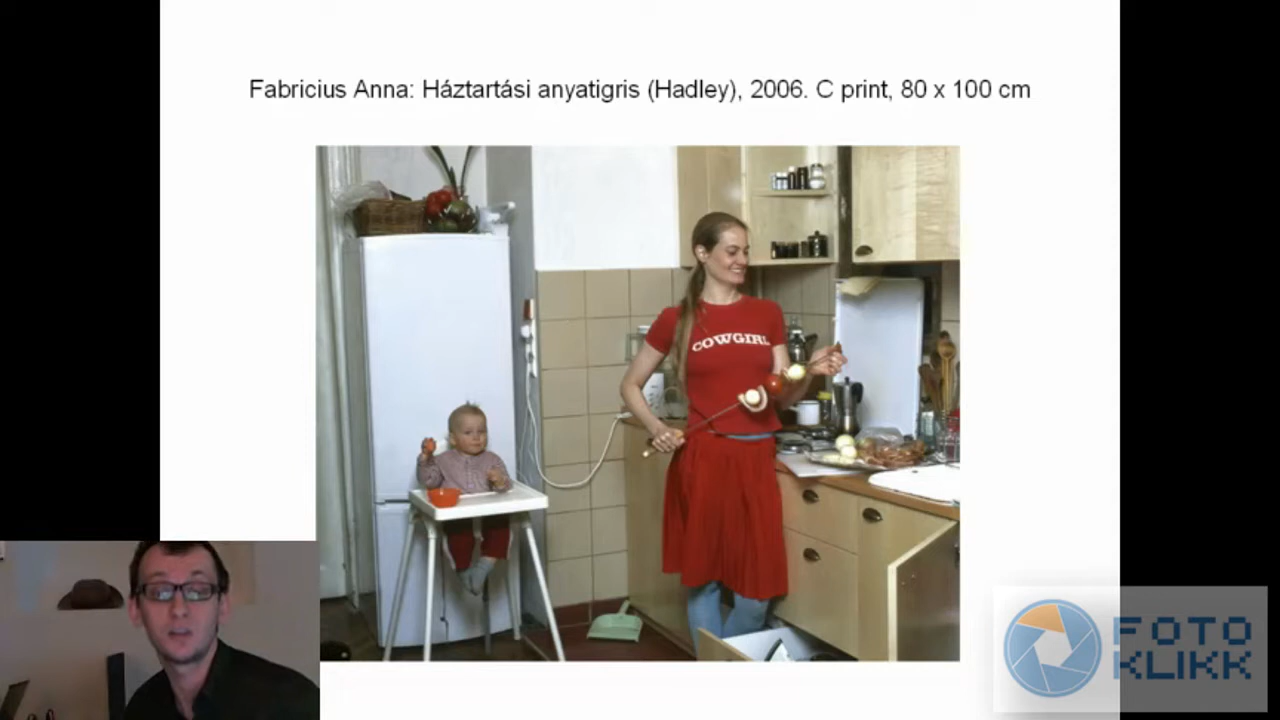 Fabricius Anna: Háztartási anyatigris (Hadley), 2006. C print, 80 x 100 cm
COWGIRL
FOTO
KLIKK